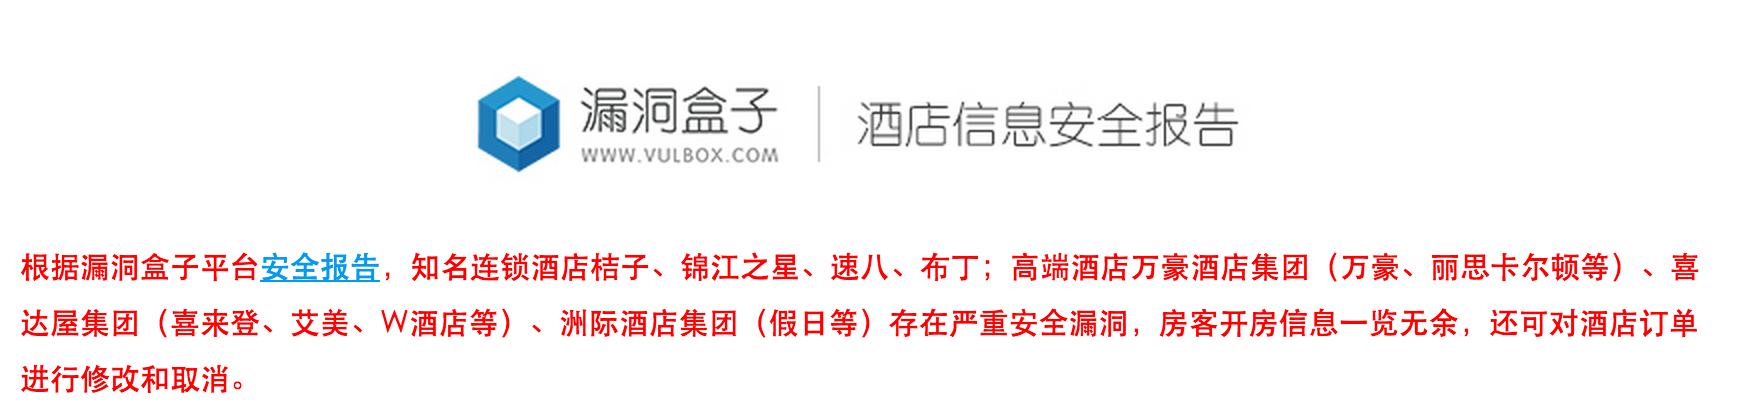 漏洞盒子
WWW.VULBOX.COM
酒店信息安全报告
根据漏洞盒子平台安全报告，知名连锁酒店桔子、锦江之星、速八、布丁；高端酒店万豪酒店集团（万豪、丽思卡尔顿等）、喜
达屋集团（喜来登、艾美、W酒店等）、洲际酒店集团（假日等）存在严重安全漏洞，房客开房信息一览无余，还可对酒店订单
进行修改和取消。